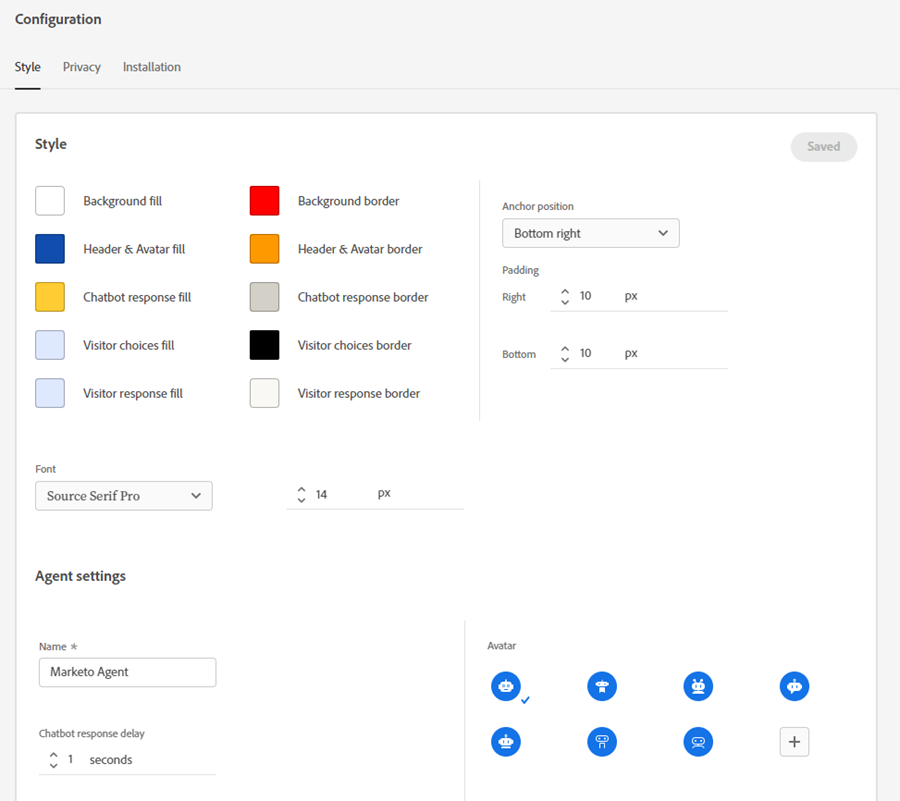 Configuration
Style Privacy Installation
Style
Saved
Background fill
Background border
Header & Avatar fill
Header & Avatar border
Chatbot response fill
Chatbot response border
Visitor choices fill
Visitor choices border
Visitor response fill
Visitor response border
Anchor position
Bottom right
Padding
Right 10 px
Bottom 10 px
Font
Source Serif Pro
14 px
Agent settings
Name *
Marketo Agent
Chatbot response delay
1 seconds
Avatar